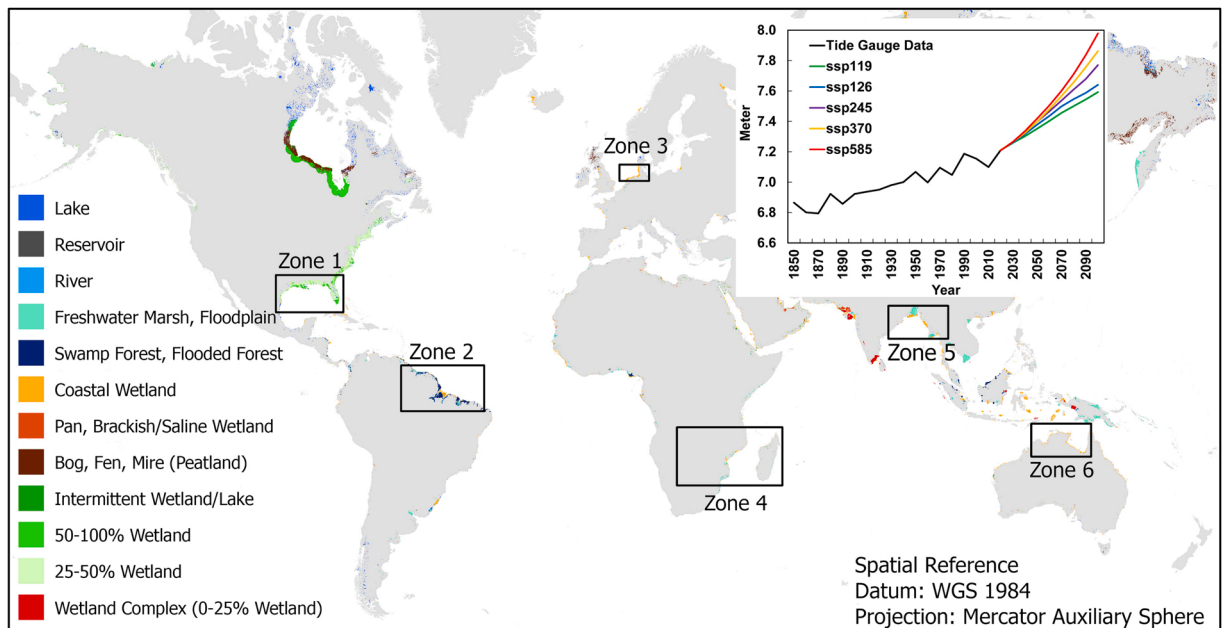 8.0
7.8
7.6
7.4
7.2
7.0
6.8
6.6
Meter
Tide Gauge Data
ssp119
ssp126
ssp245
ssp370
ssp585
1850
1870
1890
1910
1930
1950
1970
1990
2010
2030
2050
2070
2090
Year
Zone 3
Zone 1
Zone 2
Zone 5
Zone 4
Zone 6
Lake
Reservoir
River
Freshwater Marsh, Floodplain
Swamp Forest, Flooded Forest
Coastal Wetland
Pan, Brackish/Saline Wetland
Bog, Fen, Mire (Peatland)
Intermittent Wetland/Lake
50-100% Wetland
25-50% Wetland
Wetland Complex (0-25% Wetland)
Spatial Reference
Datum: WGS 1984
Projection: Mercator Auxiliary Sphere